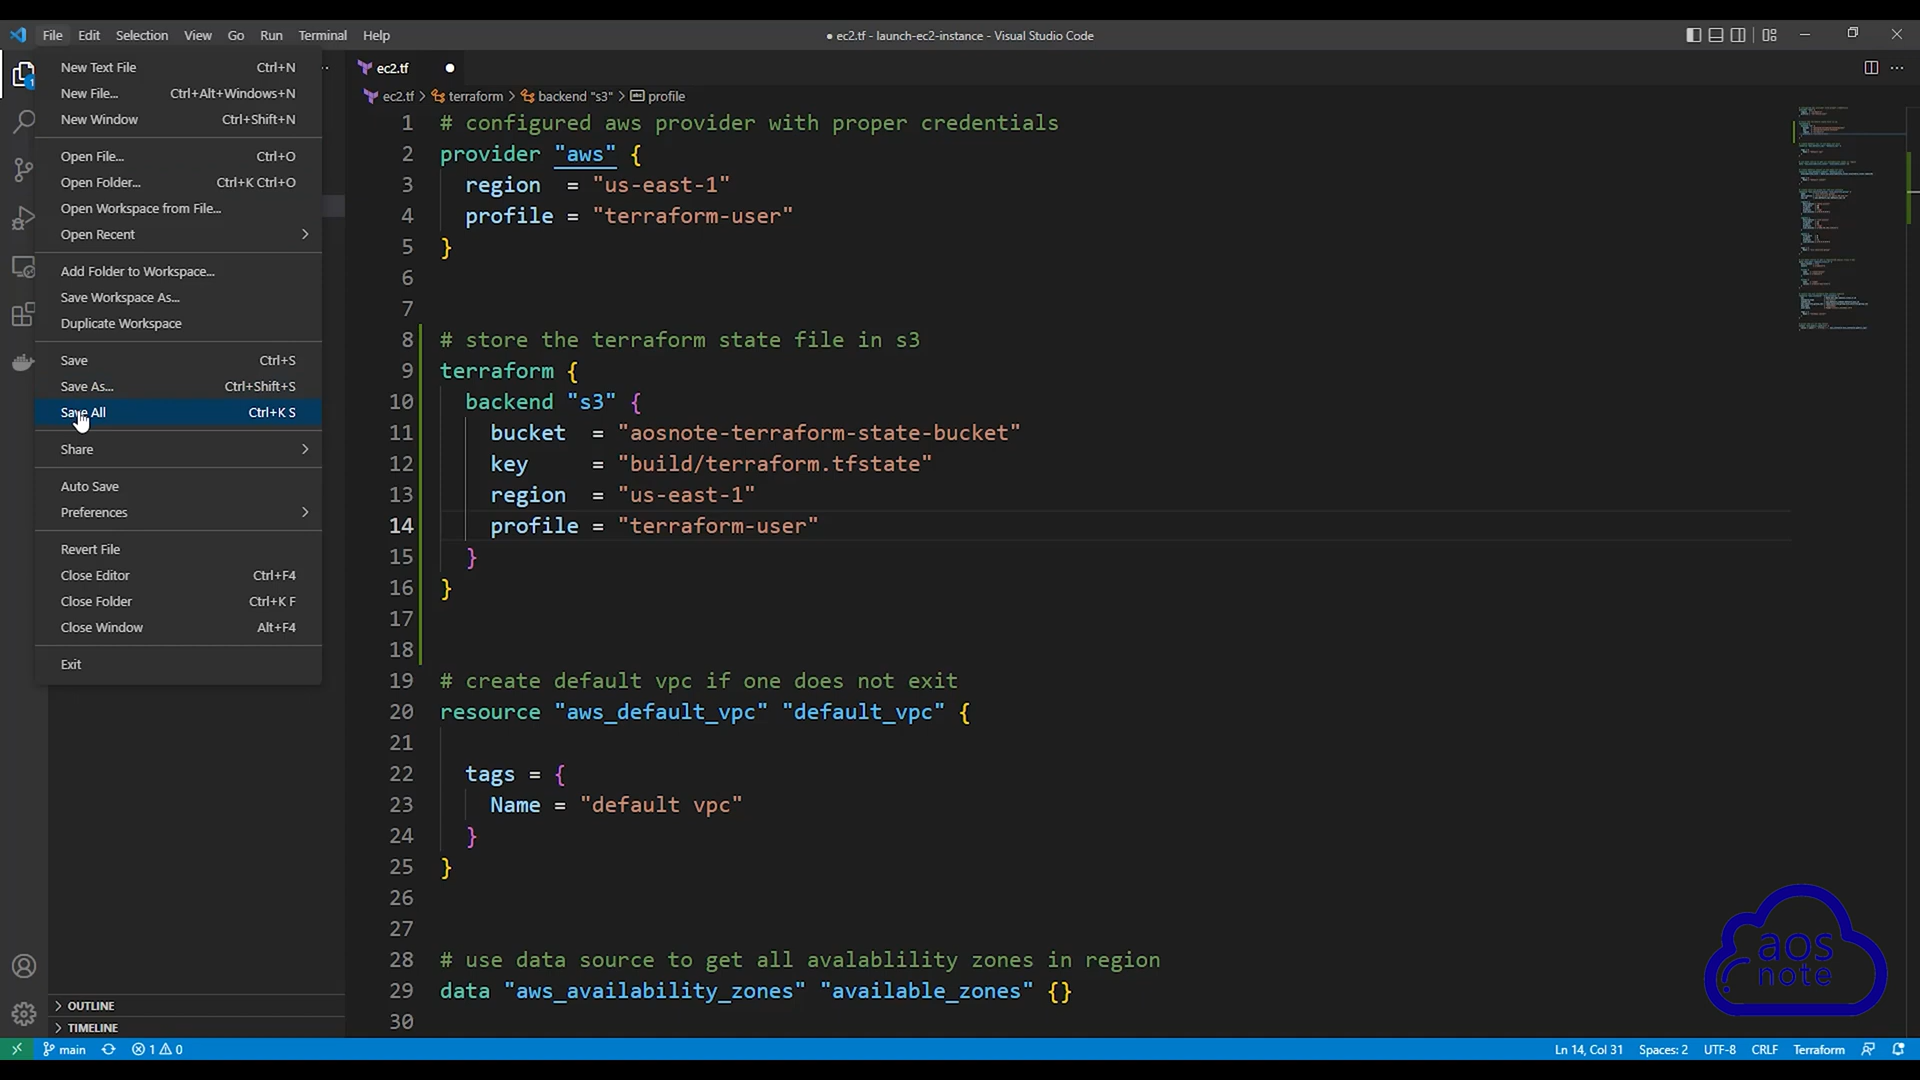 File Edit Selection View Go Run Terminal Help
● ec2.tf - launch-ec2-instance - Visual Studio Code
New Text File Ctrl+N
New File... Ctrl+Alt+Windows+N
New Window Ctrl+Shift+N
Open File... Ctrl+O
Open Folder... Ctrl+K Ctrl+O
Open Workspace from File...
Open Recent
Add Folder to Workspace...
Save Workspace As...
Duplicate Workspace
Save Ctrl+S
Save As... Ctrl+Shift+S
Save All Ctrl+K S
Share
Auto Save
Preferences
Revert File
Close Editor Ctrl+F4
Close Folder Ctrl+K F
Close Window Alt+F4
Exit
OUTLINE
TIMELINE
ec2.tf
ec2.tf > terraform > backend "s3" > profile
1 # configured aws provider with proper credentials
2 provider "aws" {
3 region = "us-east-1"
4 profile = "terraform-user"
5 }
6
7
8 # store the terraform state file in s3
9 terraform {
10 backend "s3" {
11 bucket = "aosnote-terraform-state-bucket"
12 key = "build/terraform.tfstate"
13 region = "us-east-1"
14 profile = "terraform-user"
15 }
16 }
17
18
19 # create default vpc if one does not exit
20 resource "aws_default_vpc" "default_vpc" {
21
22 tags = {
23 Name = "default vpc"
24 }
25 }
26
27
28 # use data source to get all avalablility zones in region
29 data "aws_availability_zones" "available_zones" {}
30
aos
note
main 1 0
Ln 14, Col 31 Spaces: 2 UTF-8 CRLF Terraform